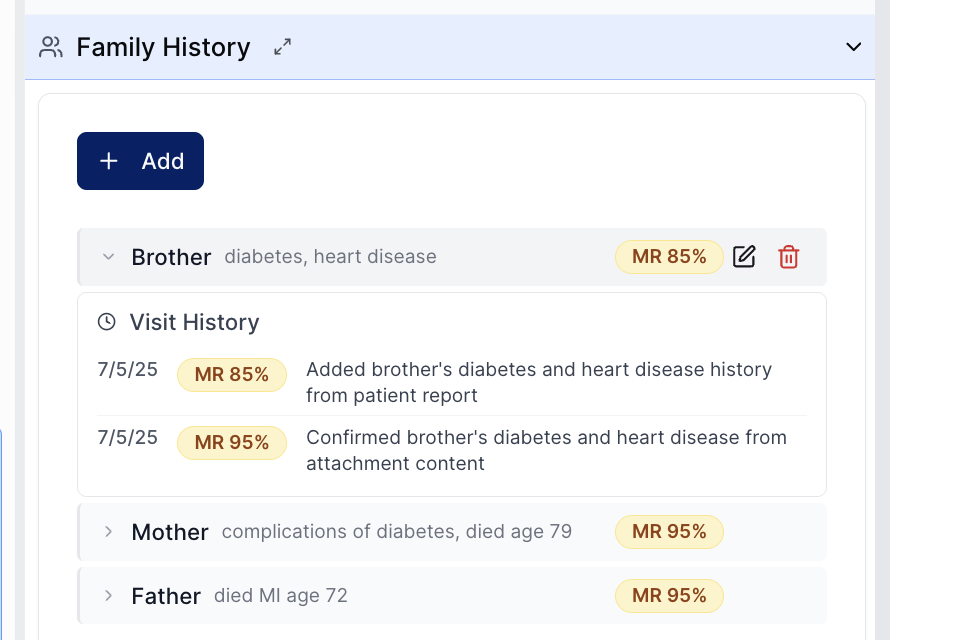 Family History
+ Add
Brother diabetes, heart disease MR 85%
Visit History
7/5/25 MR 85% Added brother's diabetes and heart disease history
from patient report
7/5/25 MR 95% Confirmed brother's diabetes and heart disease from
attachment content
Mother complications of diabetes, died age 79 MR 95%
Father died MI age 72 MR 95%